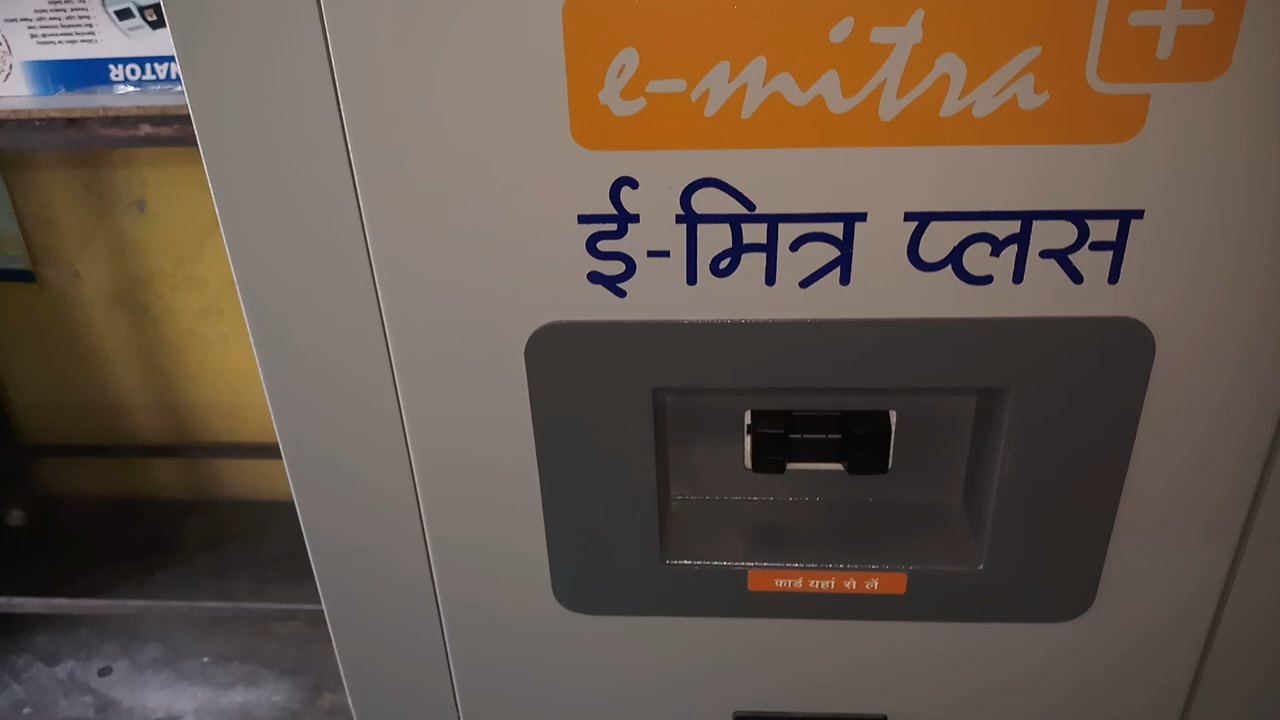 e-mitra +
ई-मित्र प्लस
कार्ड यहां से लें
NATOR